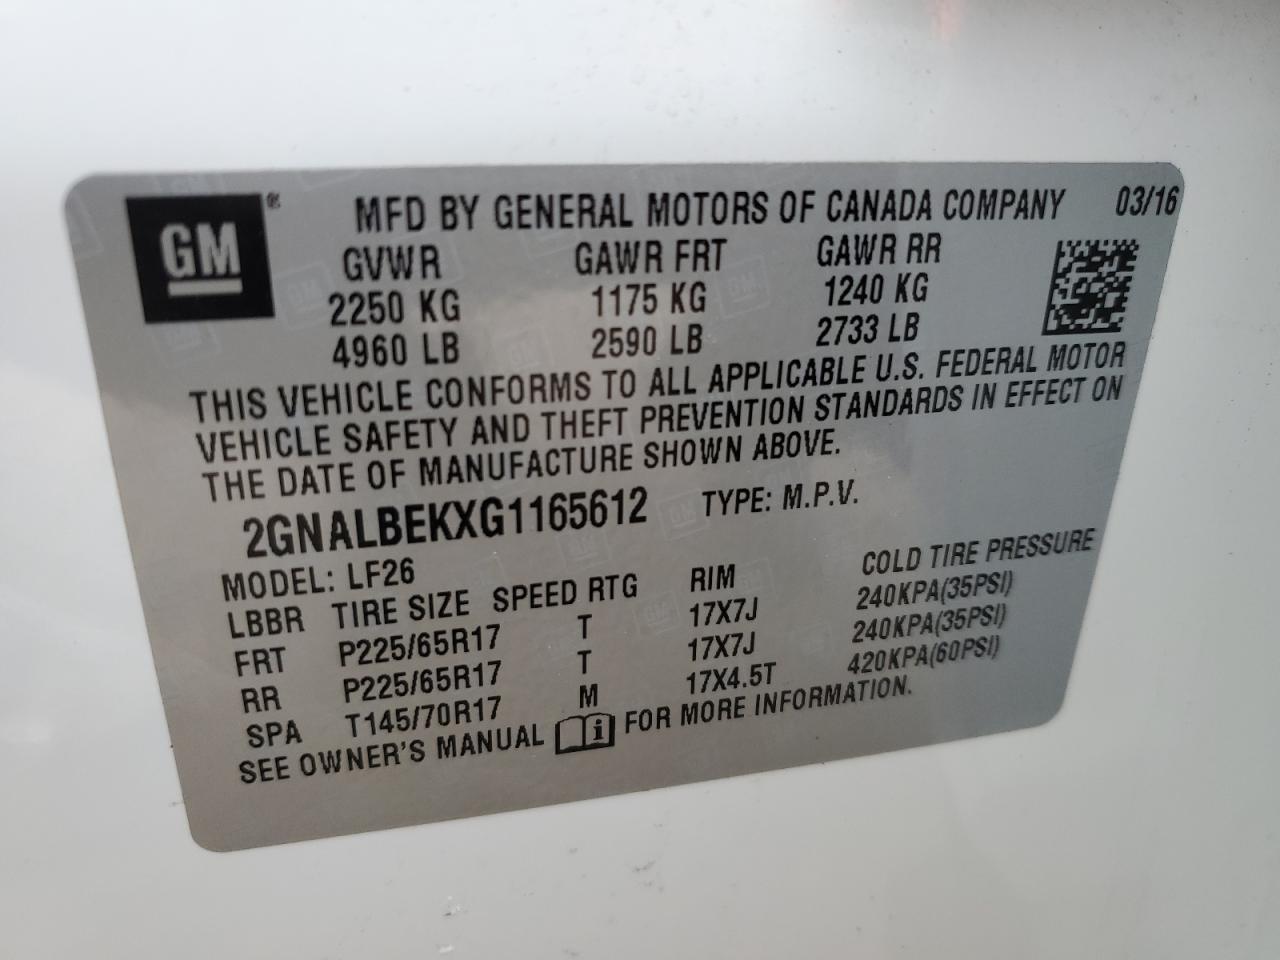 GM®
MFD BY GENERAL MOTORS OF CANADA COMPANY 03/16
GVWR GAWR FRT GAWR RR
2250 KG 1175 KG 1240 KG
4960 LB 2590 LB 2733 LB
THIS VEHICLE CONFORMS TO ALL APPLICABLE U.S. FEDERAL MOTOR
VEHICLE SAFETY AND THEFT PREVENTION STANDARDS IN EFFECT ON
THE DATE OF MANUFACTURE SHOWN ABOVE.
2GNALBEKXG1165612 TYPE: M.P.V.
MODEL: LF26
LBBR TIRE SIZE SPEED RTG RIM COLD TIRE PRESSURE
FRT P225/65R17 T 17X7J 240KPA(35PSI)
RR P225/65R17 T 17X7J 240KPA(35PSI)
SPA T145/70R17 M 17X4.5T 420KPA(60PSI)
SEE OWNER'S MANUAL i FOR MORE INFORMATION.